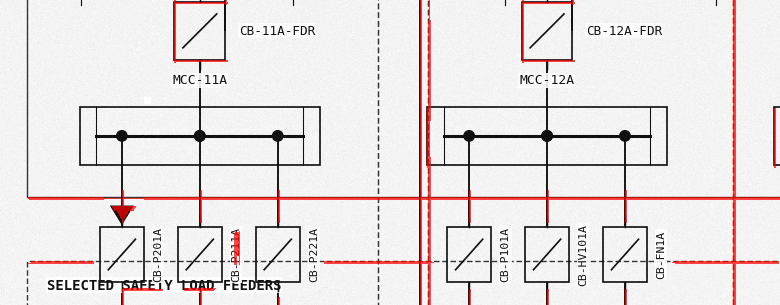 CB-11A-FDR
CB-12A-FDR
MCC-11A
MCC-12A
CB-P201A
CB-P211A
CB-P221A
CB-P101A
CB-HV101A
CB-FN1A
SELECTED SAFETY LOAD FEEDERS